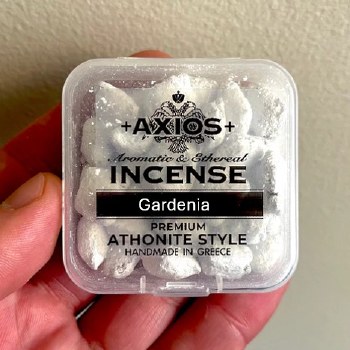 +AXIOS+
Aromatic & Ethereal
INCENSE
Gardenia
PREMIUM
ATHONITE STYLE
HANDMADE IN GREECE